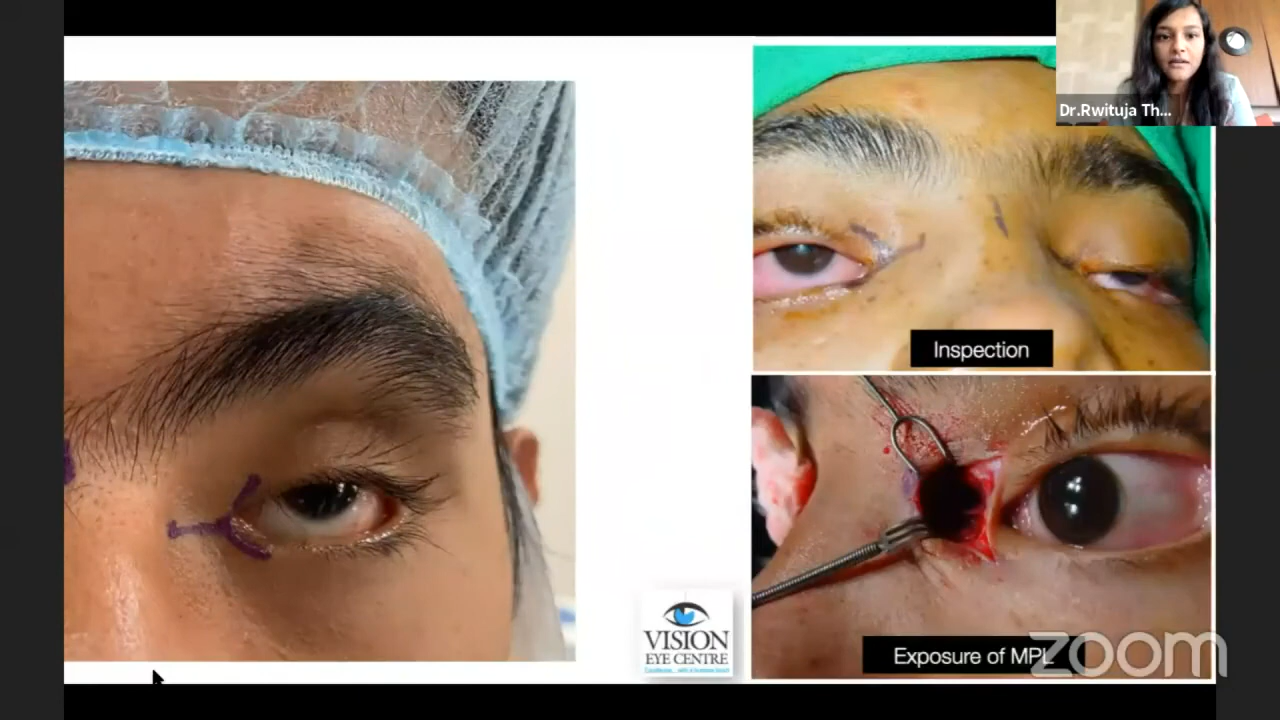 Dr.Rwituja Th...
Inspection
VISION
EYE CENTRE
Exposure of MPL
zoom